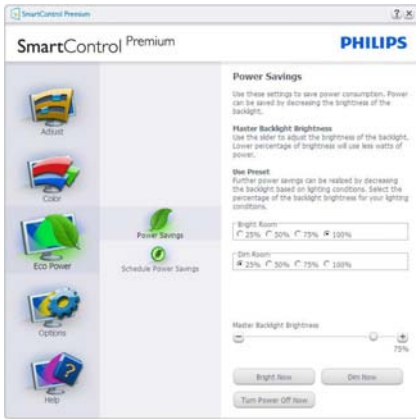 SmartControl Premium
SmartControl Premium
PHILIPS
Adjust
Color
Eco Power
Options
Help
Power Savings
Schedule Power Savings
Power Savings
Use these settings to save power consumption. Power
can be saved by decreasing the brightness of the
backlight.
Master Backlight Brightness
Use the slider to adjust the brightness of the backlight.
Lower percentage of brightness will use less watts of
power.
Use Preset
Further power savings can be realized by decreasing
the backlight based on lighting conditions. Select the
percentage of the backlight brightness for your lighting
conditions.
Bright Room
25% 50% 75% 100%
Dim Room
25% 50% 75% 100%
Master Backlight Brightness
75%
Bright Now Dim Now
Turn Power Off Now